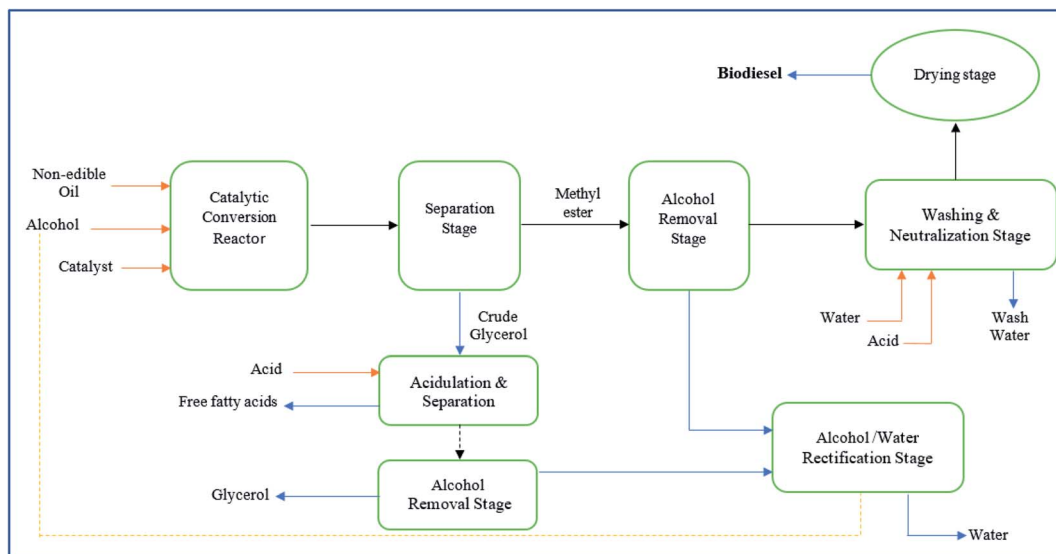 Biodiesel
Drying stage
Non-edible
Oil
Alcohol
Catalyst
Catalytic
Conversion
Reactor
Separation
Stage
Methyl
ester
Alcohol
Removal
Stage
Washing &
Neutralization Stage
Water
Acid
Wash
Water
Crude
Glycerol
Acid
Free fatty acids
Acidulation &
Separation
Alcohol /Water
Rectification Stage
Glycerol
Alcohol
Removal Stage
Water